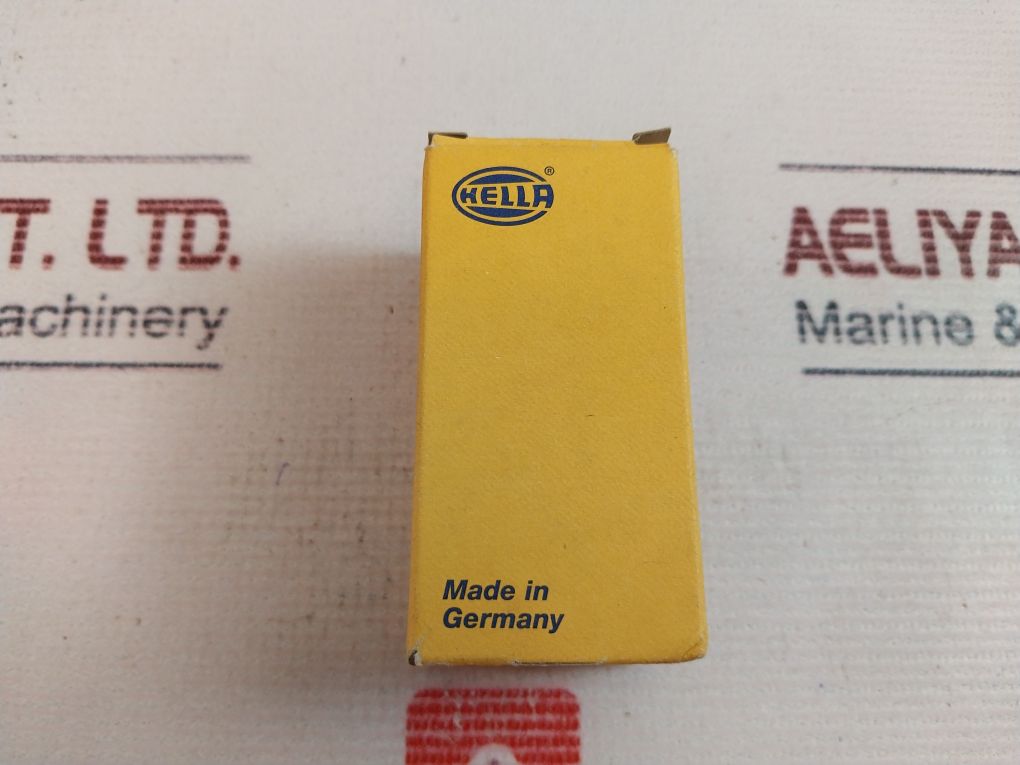 HELLA®
Made in
Germany
T. LTD.
achinery
AELIYA
Marine &